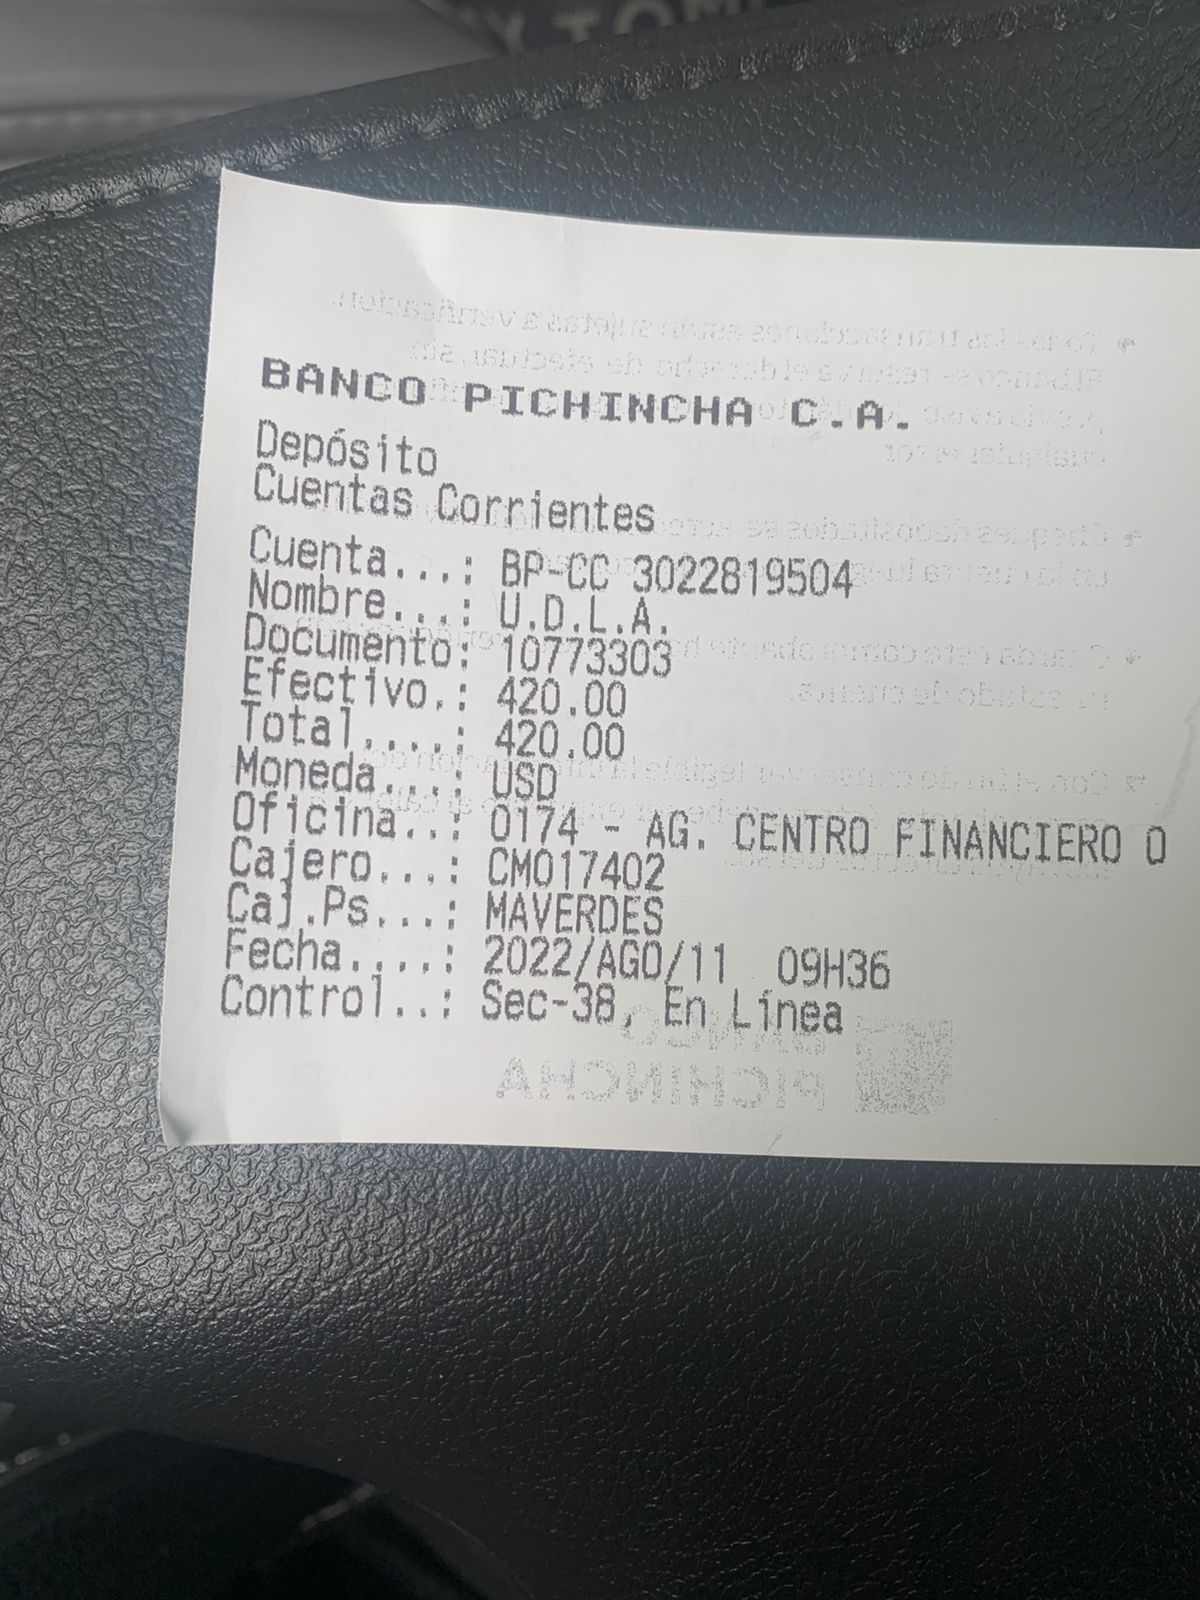 BANCO PICHINCHA C.A.
Depósito
Cuentas Corrientes
Cuenta...: BP-CC 3022819504
Nombre...: U.D.L.A.
Documento: 10773303
Efectivo.: 420.00
Total....: 420.00
Moneda...: USD
Oficina..: 0174 - AG. CENTRO FINANCIERO O
Cajero...: CM017402
Caj.Ps...: MAVERDES
Fecha....: 2022/AGO/11 09H36
Control..: Sec-38, En Línea
BANCO
PICHINCHA